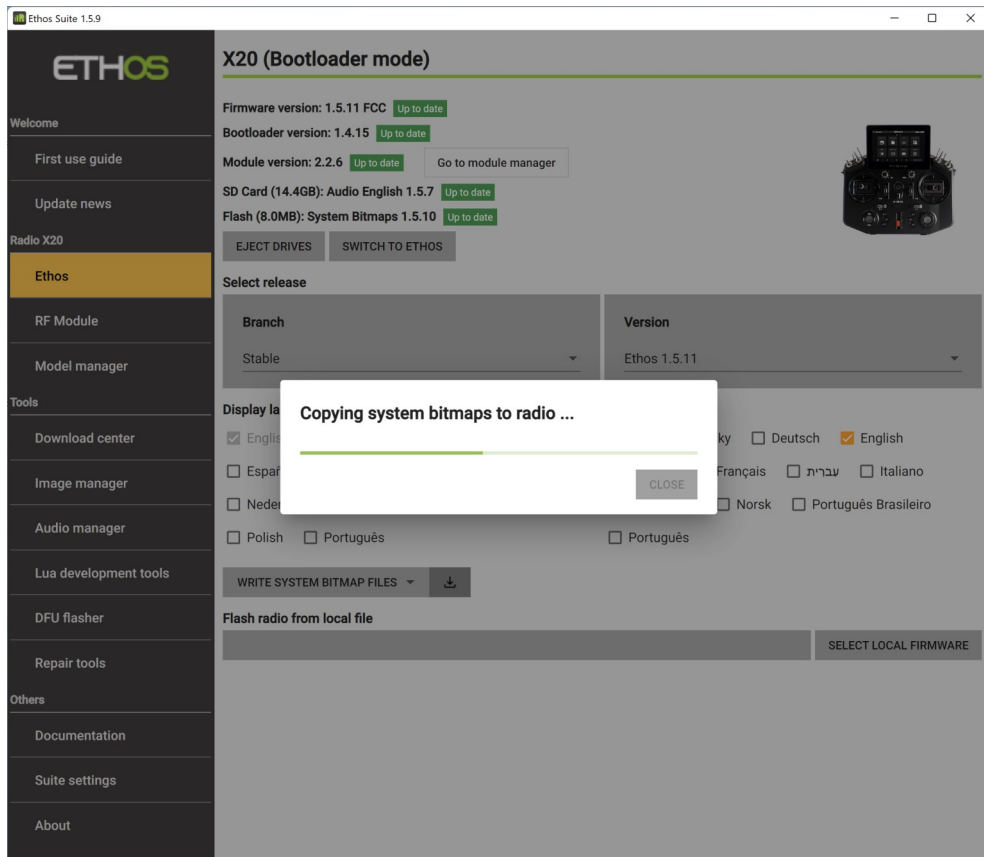 Ethos Suite 1.5.9
ETHOS
Welcome
First use guide
Update news
Radio X20
Ethos
RF Module
Model manager
Tools
Download center
Image manager
Audio manager
Lua development tools
DFU flasher
Repair tools
Others
Documentation
Suite settings
About
X20 (Bootloader mode)
Firmware version: 1.5.11 FCC Up to date
Bootloader version: 1.4.15 Up to date
Module version: 2.2.6 Up to date Go to module manager
SD Card (14.4GB): Audio English 1.5.7 Up to date
Flash (8.0MB): System Bitmaps 1.5.10 Up to date
EJECT DRIVES SWITCH TO ETHOS
Select release
Branch Version
Stable Ethos 1.5.11
Display la
Englis ky Deutsch English
Españ Français עברית Italiano
Neder Norsk Português Brasileiro
Polish Português Português
Copying system bitmaps to radio ...
CLOSE
WRITE SYSTEM BITMAP FILES
Flash radio from local file
SELECT LOCAL FIRMWARE